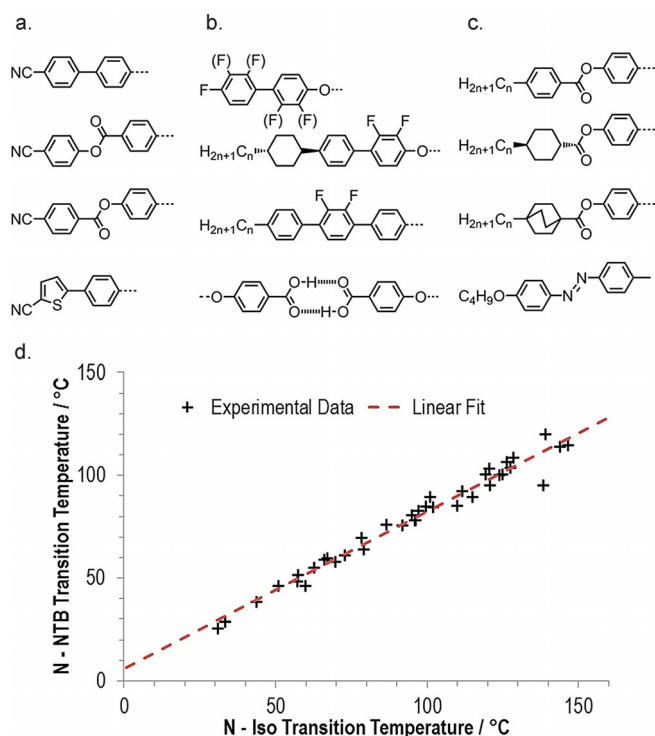 a.
NC
NC
O
O
NC
O
O
NC
S
b.
(F) (F)
F
O
(F) (F)
F F
H2n+1Cn
O
F F
H2n+1Cn
O
O-H
O
O
H-O
O
c.
H2n+1Cn
O
O
H2n+1Cn
O
O
H2n+1Cn
O
O
C4H9O
N
N
d.
N - NTB Transition Temperature / °C
150
100
50
0
Experimental Data
Linear Fit
0 50 100 150
N - Iso Transition Temperature / °C